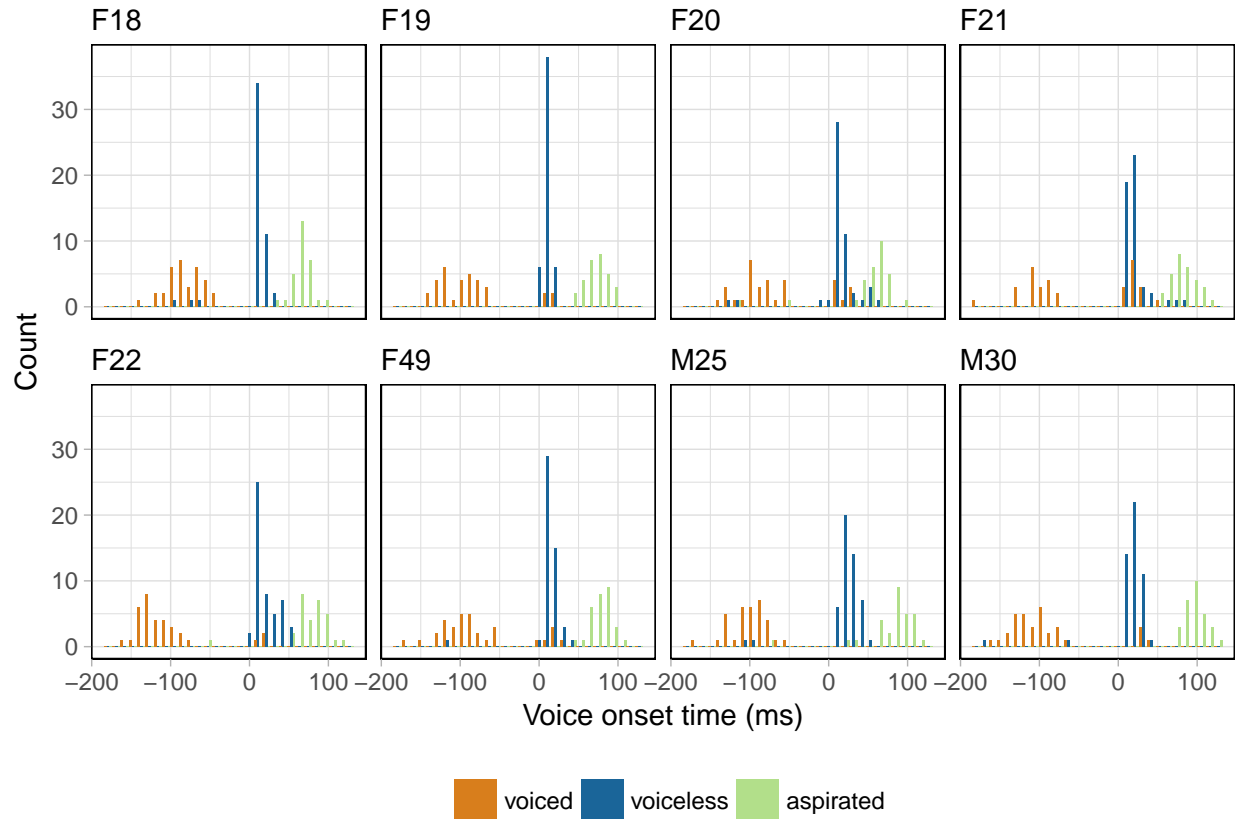 F18 F19 F20 F21
30
20
10
0
F22 F49 M25 M30
30
20
10
0
Count
−200 −100 0 100 −200 −100 0 100 −200 −100 0 100 −200 −100 0 100
Voice onset time (ms)
voiced voiceless aspirated